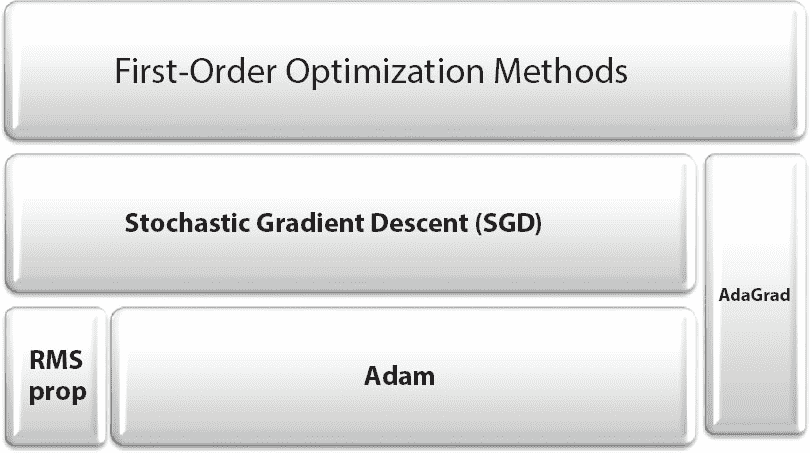 First-Order Optimization Methods
Stochastic Gradient Descent (SGD)
AdaGrad
RMS
prop
Adam